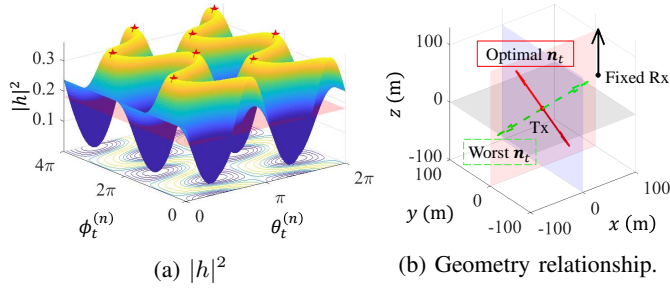 |h|²
0.3
0.2
0.1
4π
2π
0
ϕ_t^{(n)}
0
π
2π
θ_t^{(n)}
(a) |h|²
100
0
-100
z (m)
Optimal n_t
Fixed Rx
Tx
Worst n_t
100
0
-100
y (m)
-100
0
100
x (m)
(b) Geometry relationship.